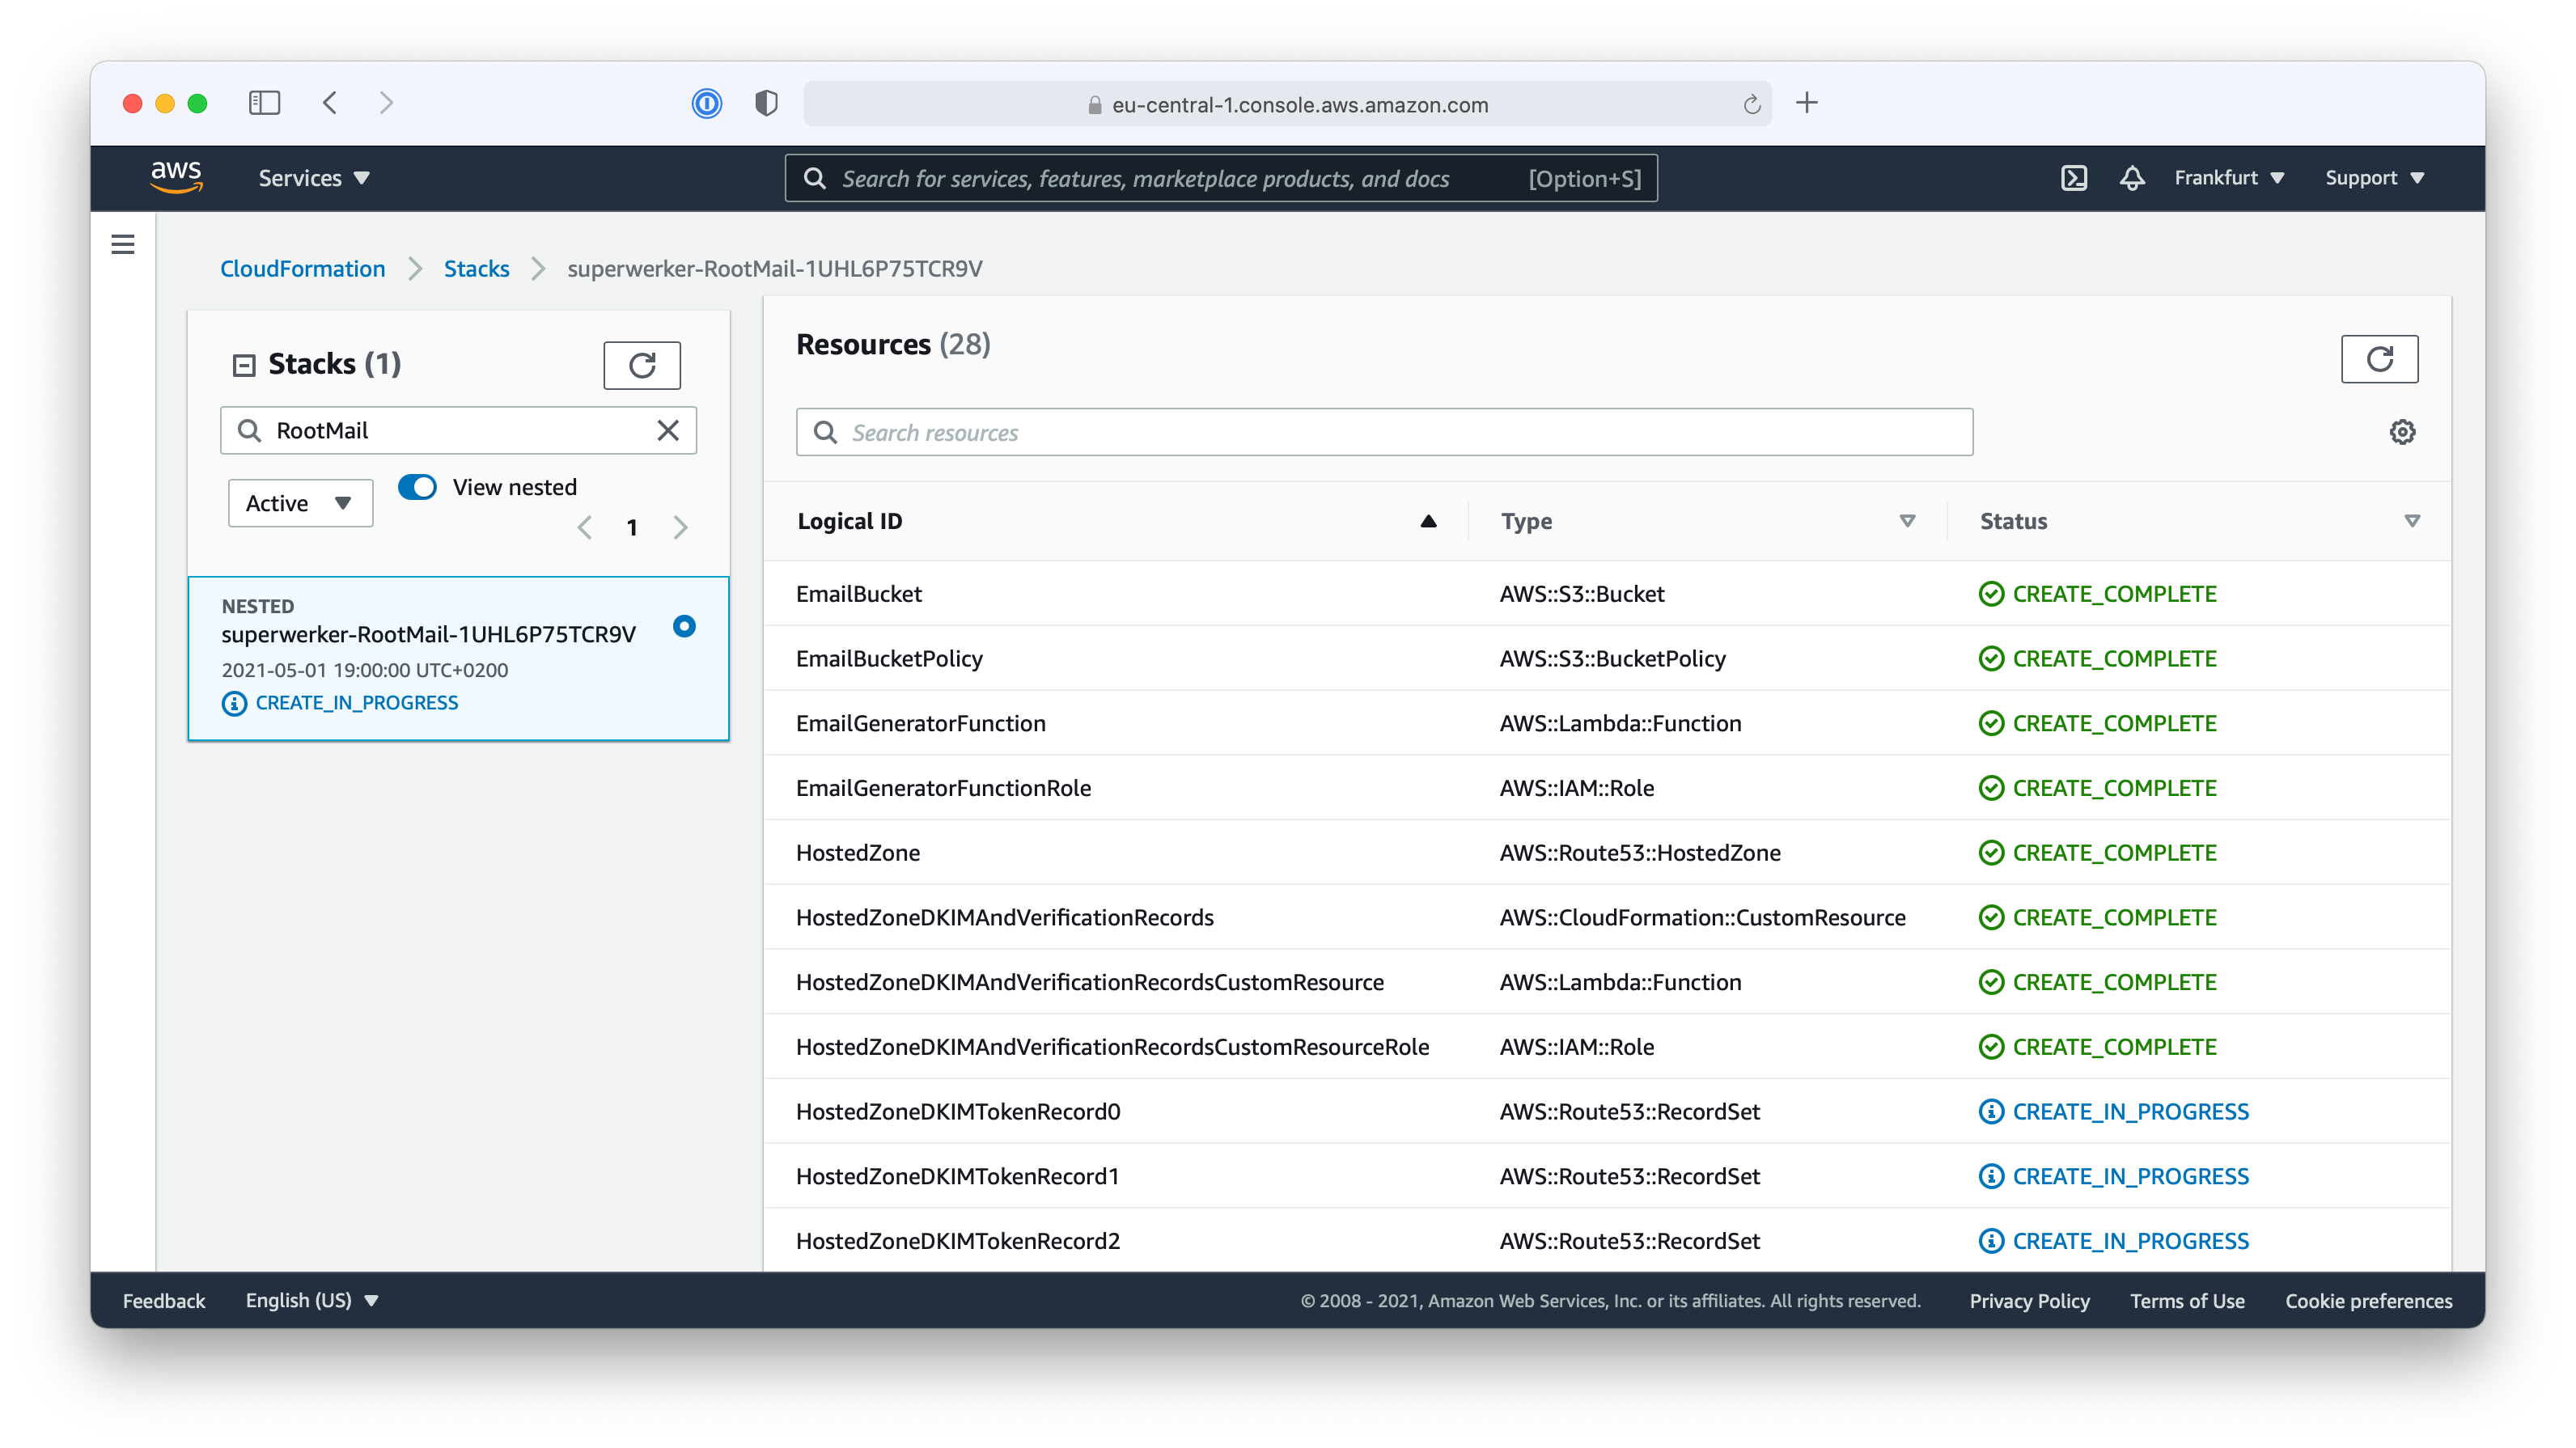 eu-central-1.console.aws.amazon.com
aws Services Search for services, features, marketplace products, and docs [Option+S] Frankfurt Support
CloudFormation Stacks superwerker-RootMail-1UHL6P75TCR9V
Stacks (1)
RootMail
Active View nested
1
NESTED
superwerker-RootMail-1UHL6P75TCR9V
2021-05-01 19:00:00 UTC+0200
CREATE_IN_PROGRESS
Resources (28)
Search resources
Logical ID Type Status
EmailBucket AWS::S3::Bucket CREATE_COMPLETE
EmailBucketPolicy AWS::S3::BucketPolicy CREATE_COMPLETE
EmailGeneratorFunction AWS::Lambda::Function CREATE_COMPLETE
EmailGeneratorFunctionRole AWS::IAM::Role CREATE_COMPLETE
HostedZone AWS::Route53::HostedZone CREATE_COMPLETE
HostedZoneDKIMAndVerificationRecords AWS::CloudFormation::CustomResource CREATE_COMPLETE
HostedZoneDKIMAndVerificationRecordsCustomResource AWS::Lambda::Function CREATE_COMPLETE
HostedZoneDKIMAndVerificationRecordsCustomResourceRole AWS::IAM::Role CREATE_COMPLETE
HostedZoneDKIMTokenRecord0 AWS::Route53::RecordSet CREATE_IN_PROGRESS
HostedZoneDKIMTokenRecord1 AWS::Route53::RecordSet CREATE_IN_PROGRESS
HostedZoneDKIMTokenRecord2 AWS::Route53::RecordSet CREATE_IN_PROGRESS
Feedback English (US) © 2008 - 2021, Amazon Web Services, Inc. or its affiliates. All rights reserved. Privacy Policy Terms of Use Cookie preferences